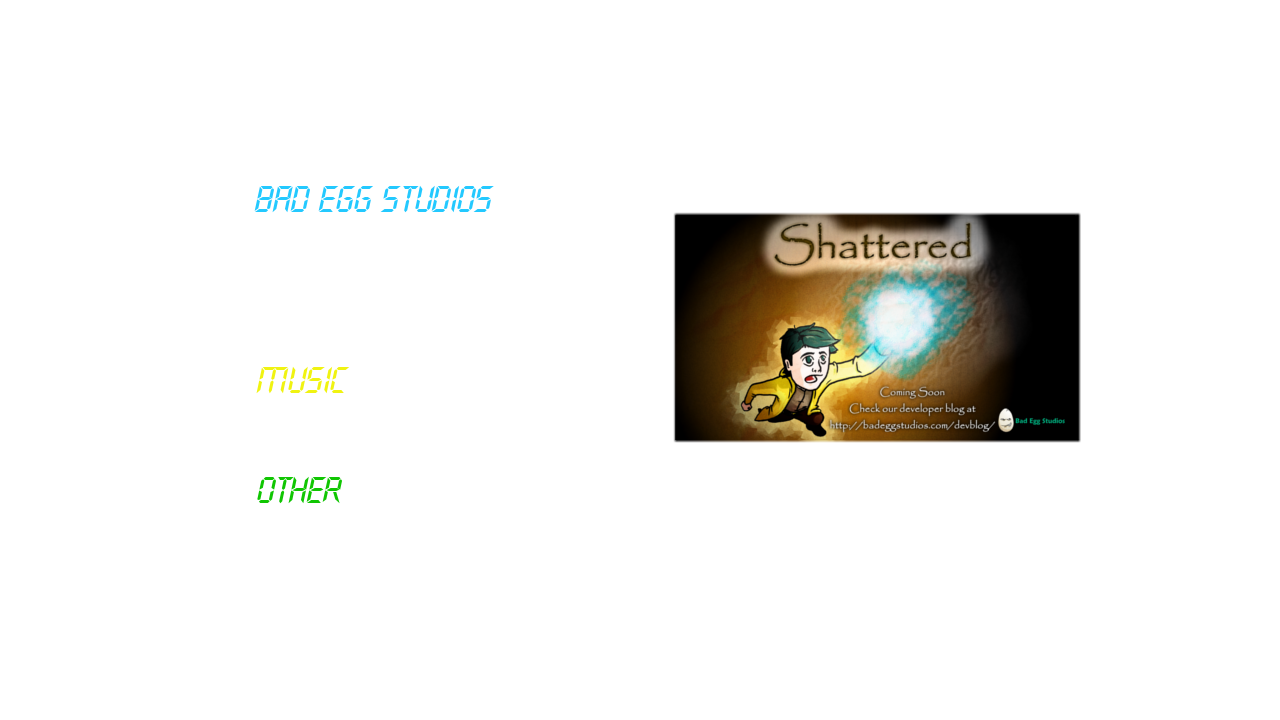 BAD EGG STUDIOS
MUSIC
OTHER
Shattered
Coming Soon
Check our developer blog at
http://badeggstudios.com/devblog/
Bad Egg Studios